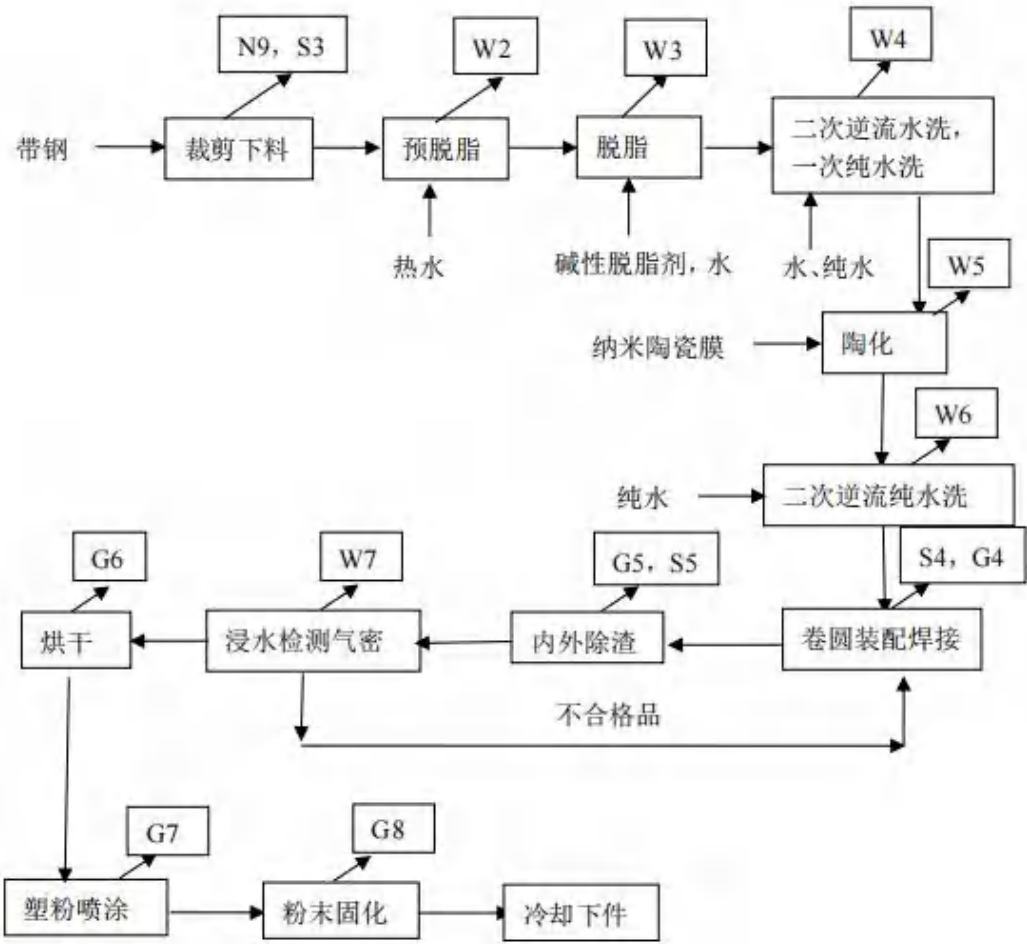 N9，S3
W2
W3
W4
带钢
裁剪下料
预脱脂
脱脂
二次逆流水洗，
一次纯水洗
热水
碱性脱脂剂，水
水、纯水
W5
纳米陶瓷膜
陶化
W6
纯水
二次逆流纯水洗
G6
W7
G5，S5
S4，G4
烘干
浸水检测气密
内外除渣
卷圆装配焊接
不合格品
G7
G8
塑粉喷涂
粉末固化
冷却下件